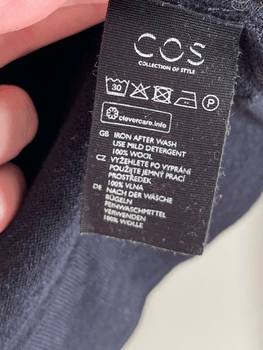 COS
COLLECTION OF STYLE
30 P
clevercare.info
GB IRON AFTER WASH
USE MILD DETERGENT
100% WOOL
CZ VYŽEHLETE PO VYPRÁNÍ
POUŽIJTE JEMNÝ PRACÍ
PROSTŘEDEK
100% VLNA
DE NACH DER WÄSCHE
BÜGELN
FEINWASCHMITTEL
VERWENDEN
100% WOLLE